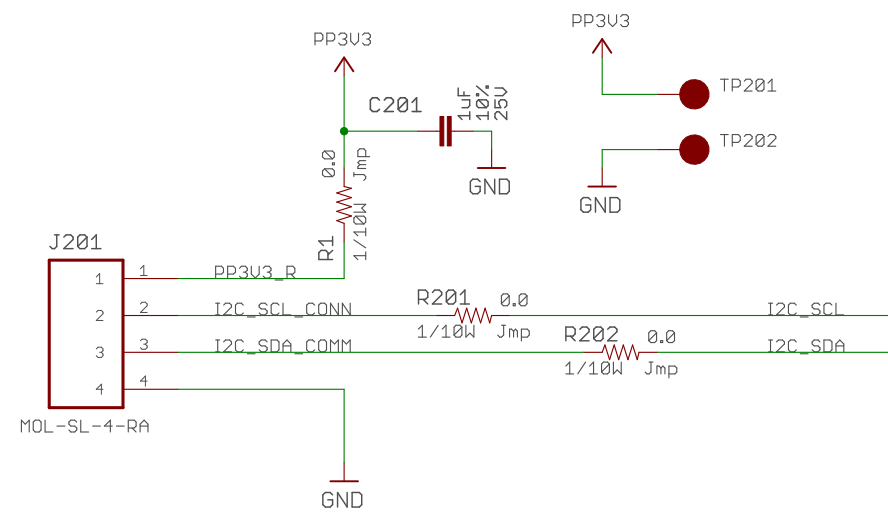 PP3V3
PP3V3
TP201
C201
1uF
10%
25V
TP202
0.0
Jmp
GND
GND
R1
1/10W
J201
1
1
PP3V3_R
2
2
I2C_SCL_CONN
R201
0.0
1/10W
Jmp
I2C_SCL
3
3
I2C_SDA_COMM
R202
0.0
1/10W
Jmp
I2C_SDA
4
4
MOL-SL-4-RA
GND